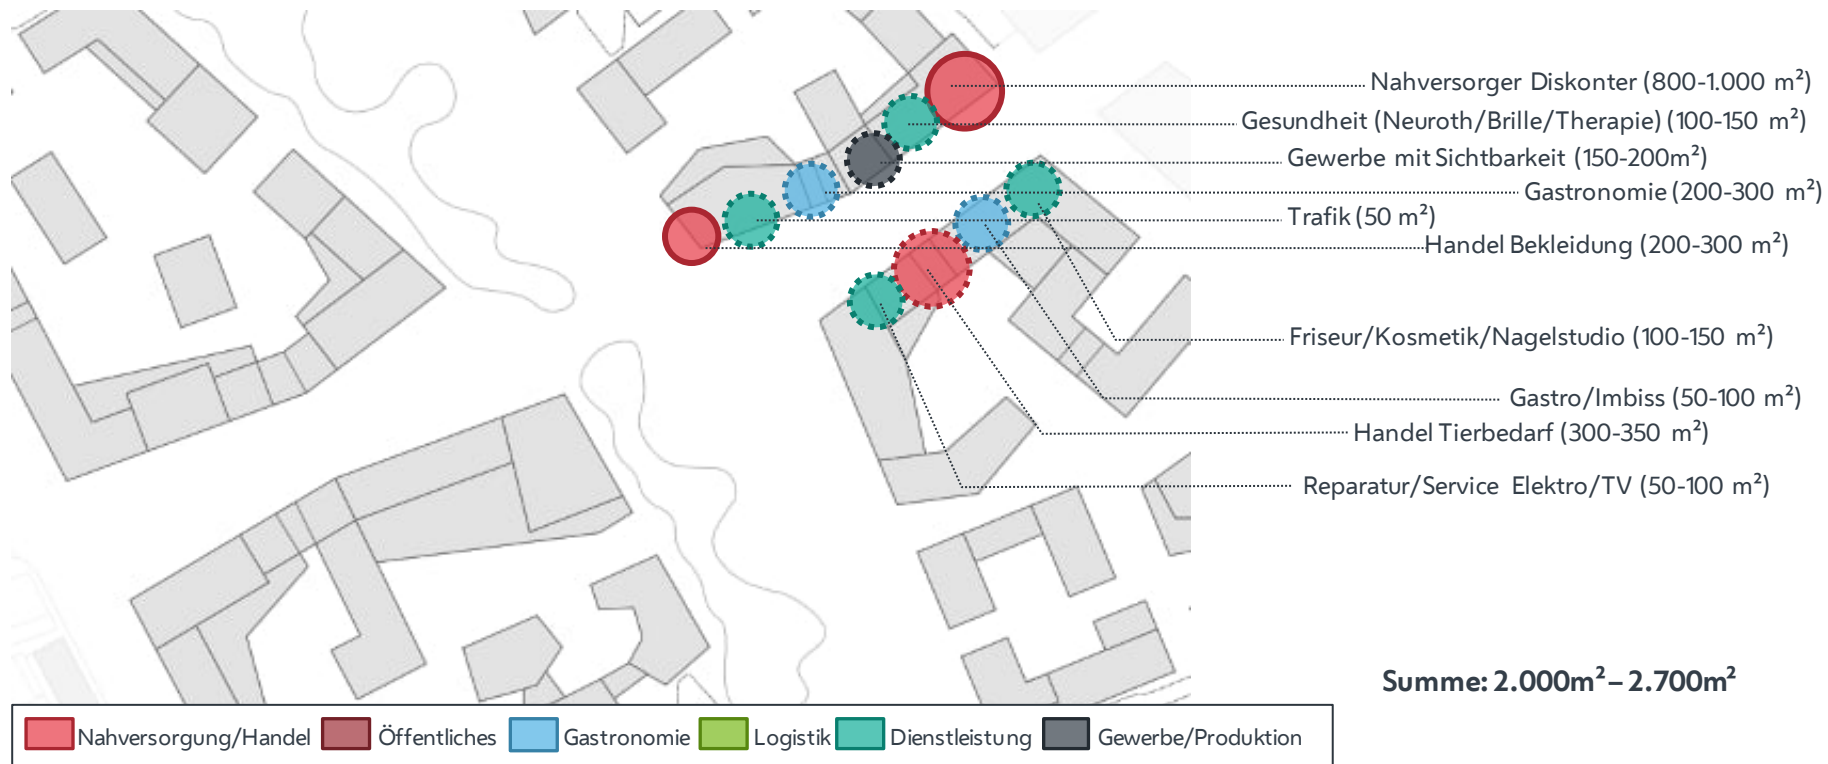 Nahversorger Diskonter (800-1.000 m²)
Gesundheit (Neuroth/Brille/Therapie) (100-150 m²)
Gewerbe mit Sichtbarkeit (150-200m²)
Gastronomie (200-300 m²)
Trafik (50 m²)
Handel Bekleidung (200-300 m²)
Friseur/Kosmetik/Nagelstudio (100-150 m²)
Gastro/Imbiss (50-100 m²)
Handel Tierbedarf (300-350 m²)
Reparatur/Service Elektro/TV (50-100 m²)
Summe: 2.000m² – 2.700m²
Nahversorgung/Handel Öffentliches Gastronomie Logistik Dienstleistung Gewerbe/Produktion